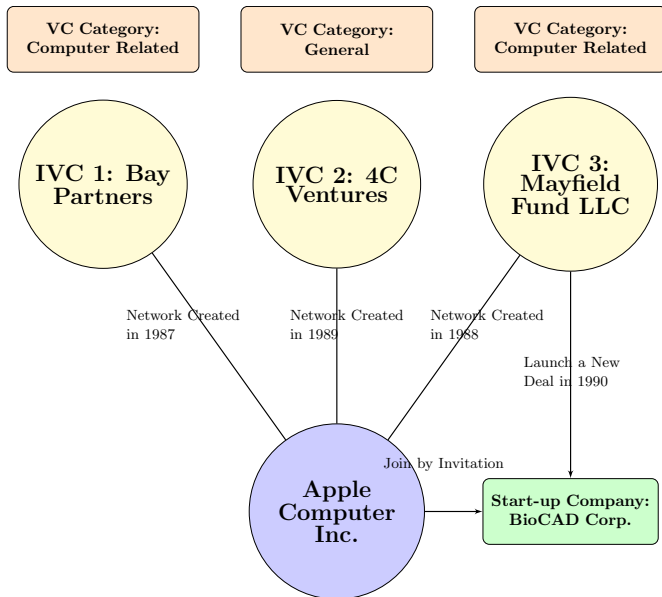 VC Category:
Computer Related
VC Category:
General
VC Category:
Computer Related
IVC 1: Bay
Partners
IVC 2: 4C
Ventures
IVC 3:
Mayfield
Fund LLC
Network Created
in 1987
Network Created
in 1989
Network Created
in 1988
Launch a New
Deal in 1990
Join by Invitation
Apple
Computer
Inc.
Start-up Company:
BioCAD Corp.